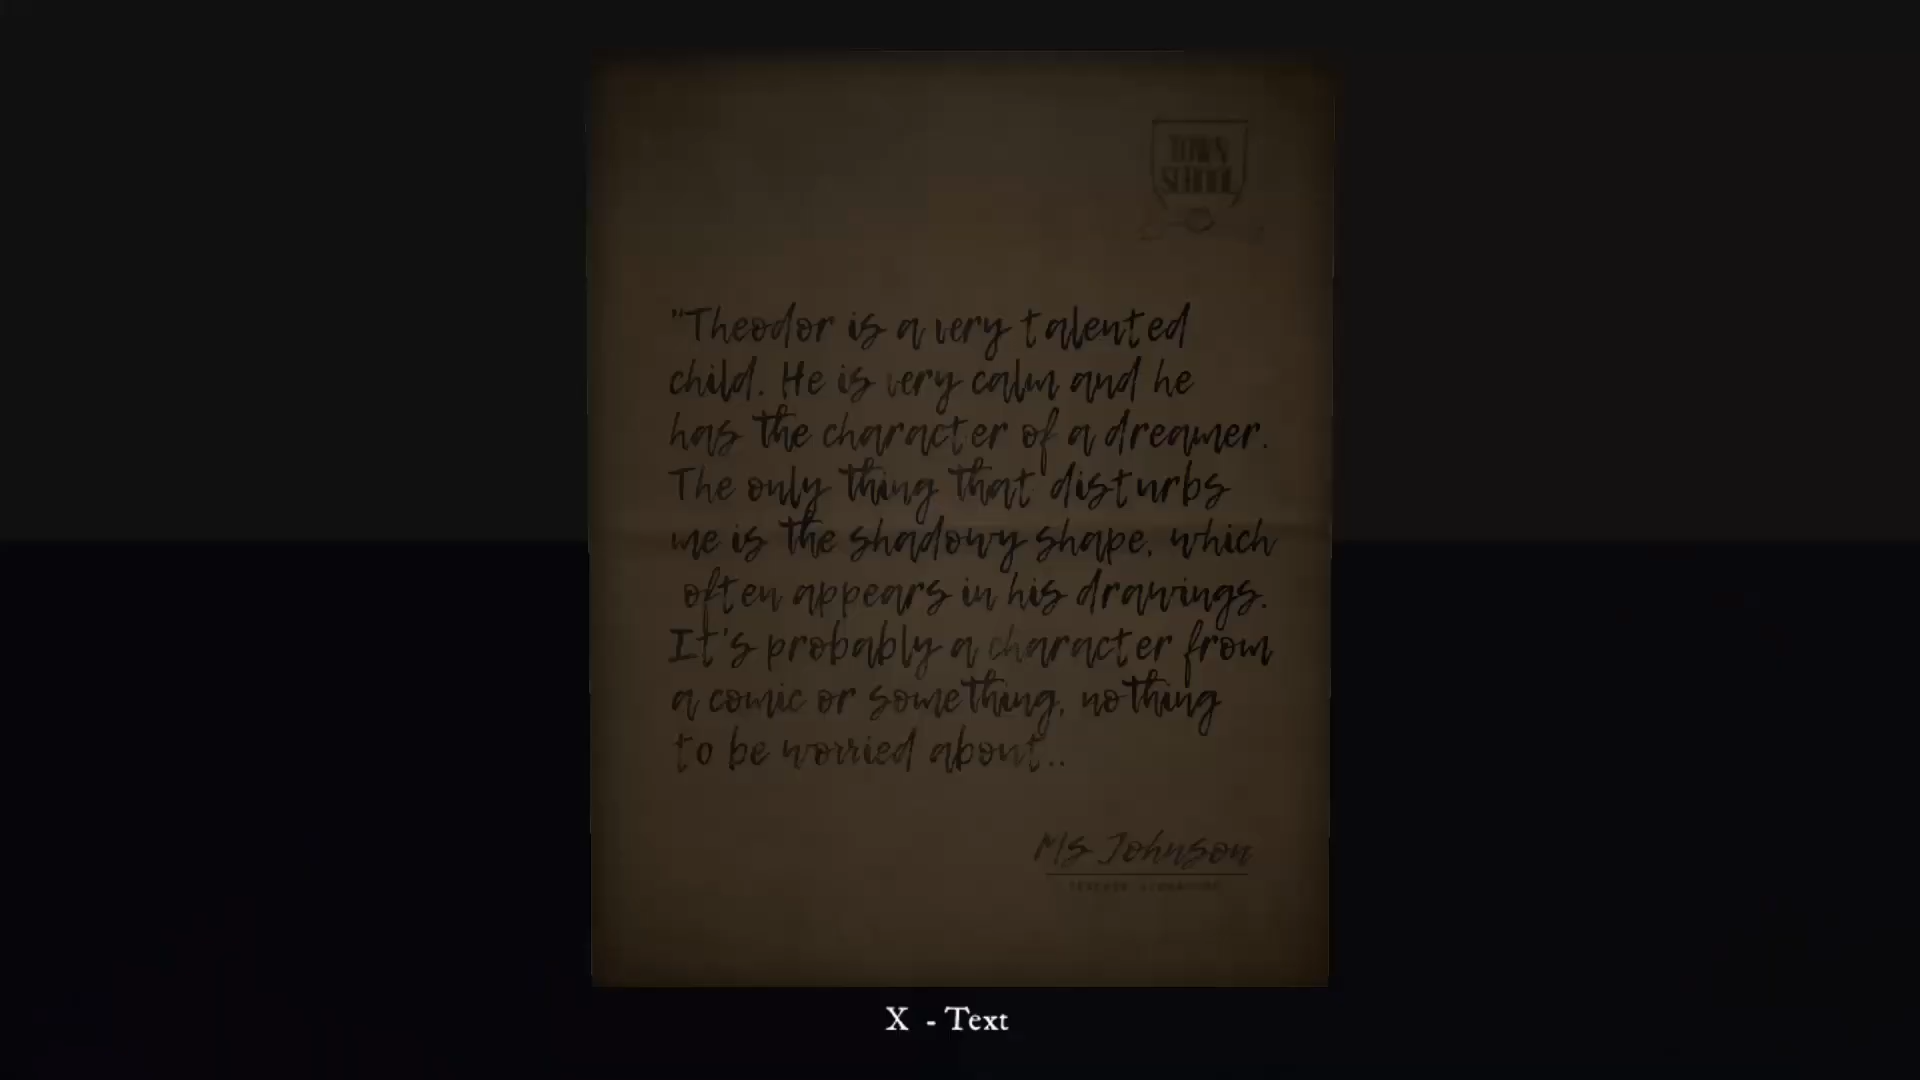 TOWN
SCHOOL
"Theodor is a very talented
child. He is very calm and he
has the character of a dreamer.
The only thing that disturbs
me is the shadowy shape, which
often appears in his drawings.
It's probably a character from
a comic or something, nothing
to be worried about..
Ms Johnson
X - Text